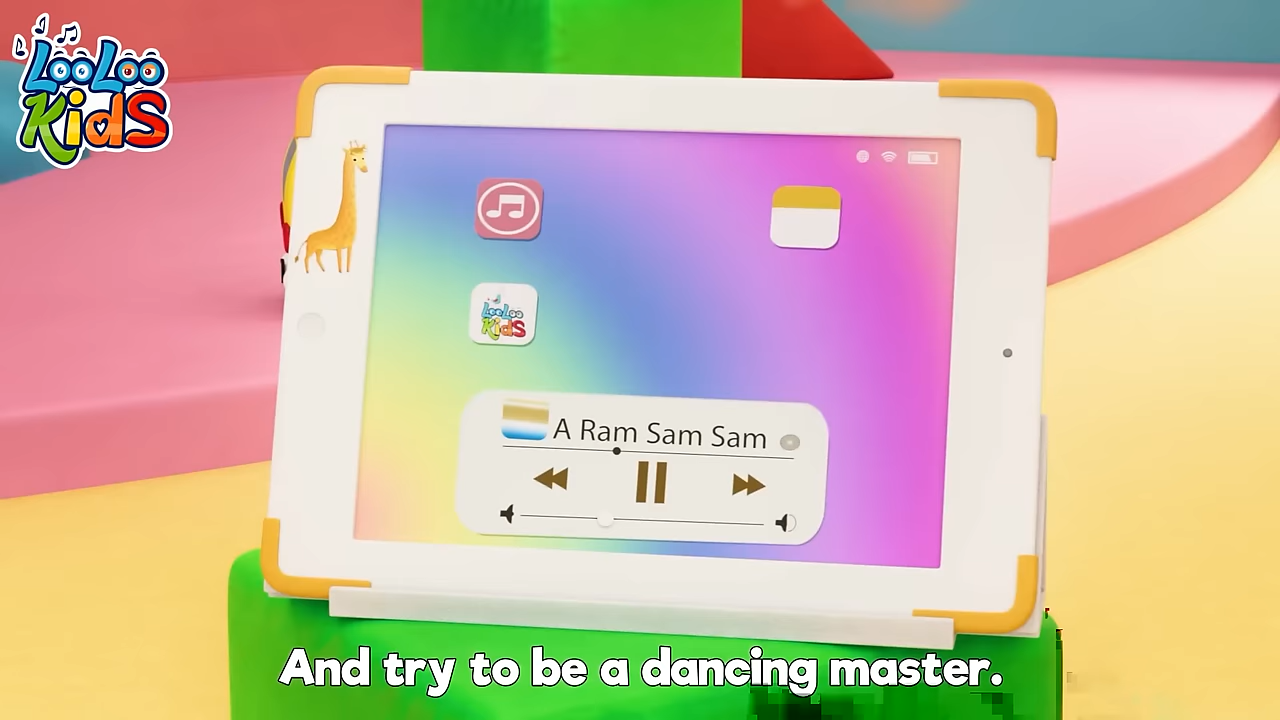 LooLoo
Kids
LooLoo
Kids
A Ram Sam Sam
And try to be a dancing master.